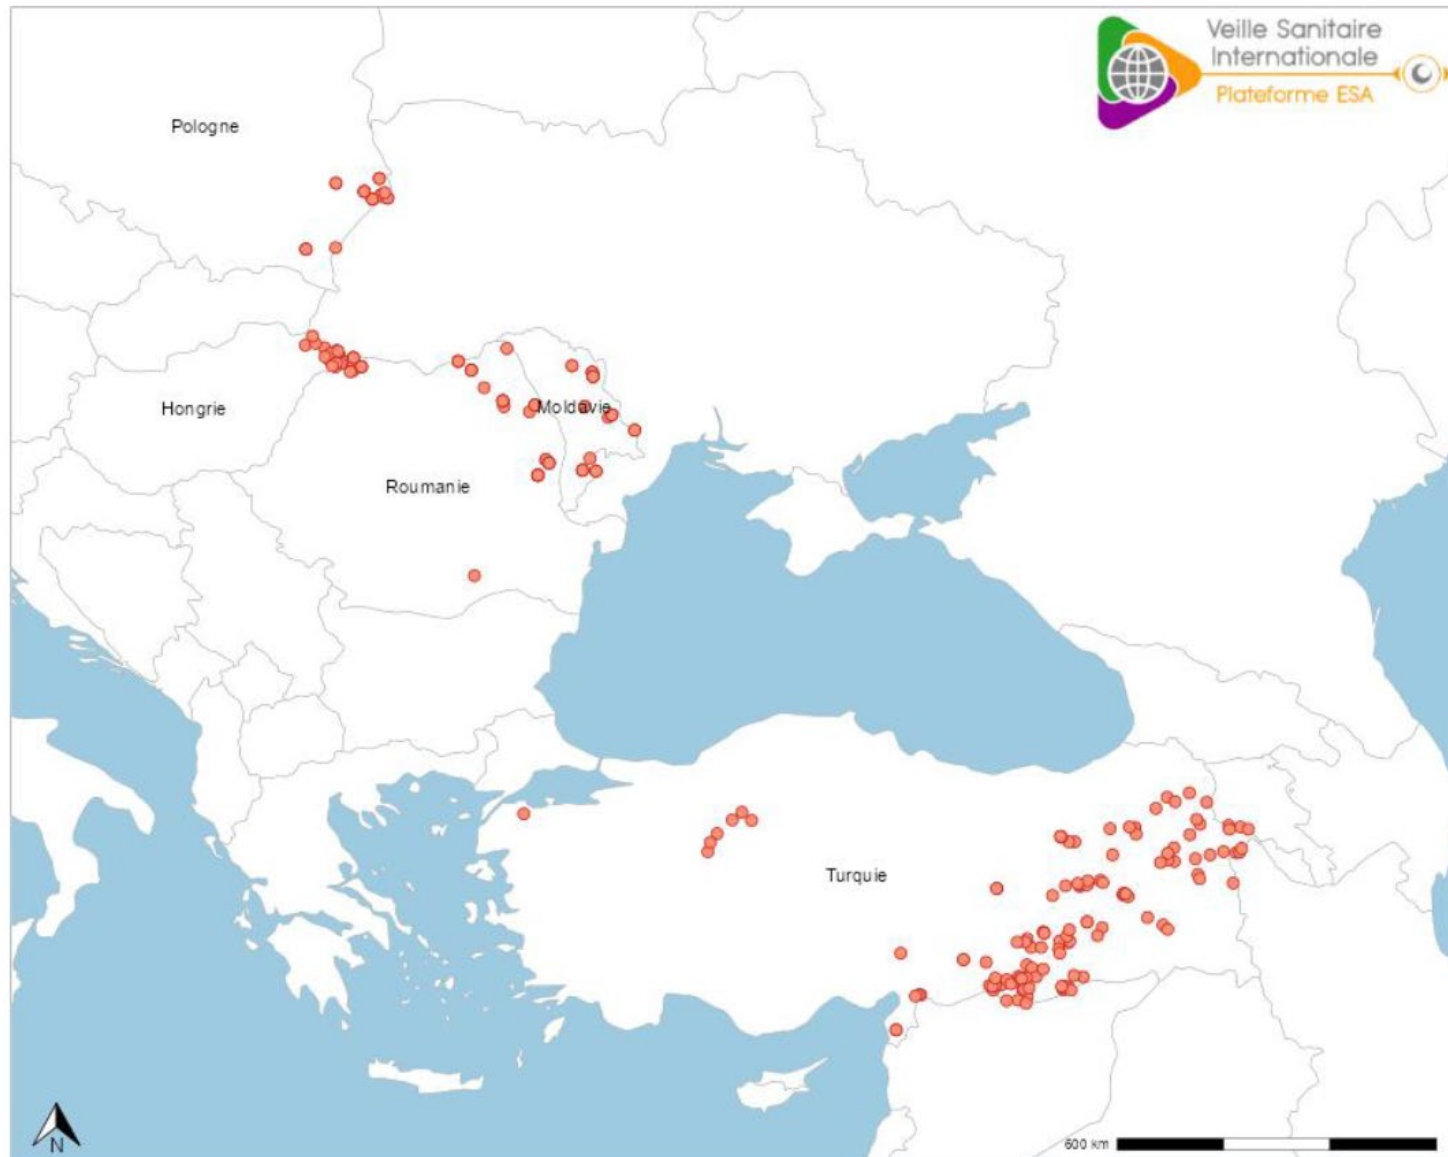 Veille Sanitaire
Internationale
Plateforme ESA
Pologne
Hongrie
Moldavie
Roumanie
Turquie
N
600 km